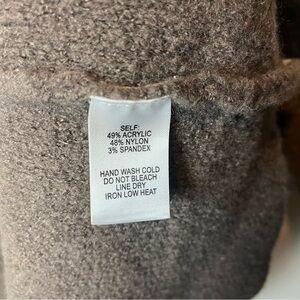 SELF:
49% ACRYLIC
48% NYLON
3% SPANDEX
HAND WASH COLD
DO NOT BLEACH
LINE DRY
IRON LOW HEAT